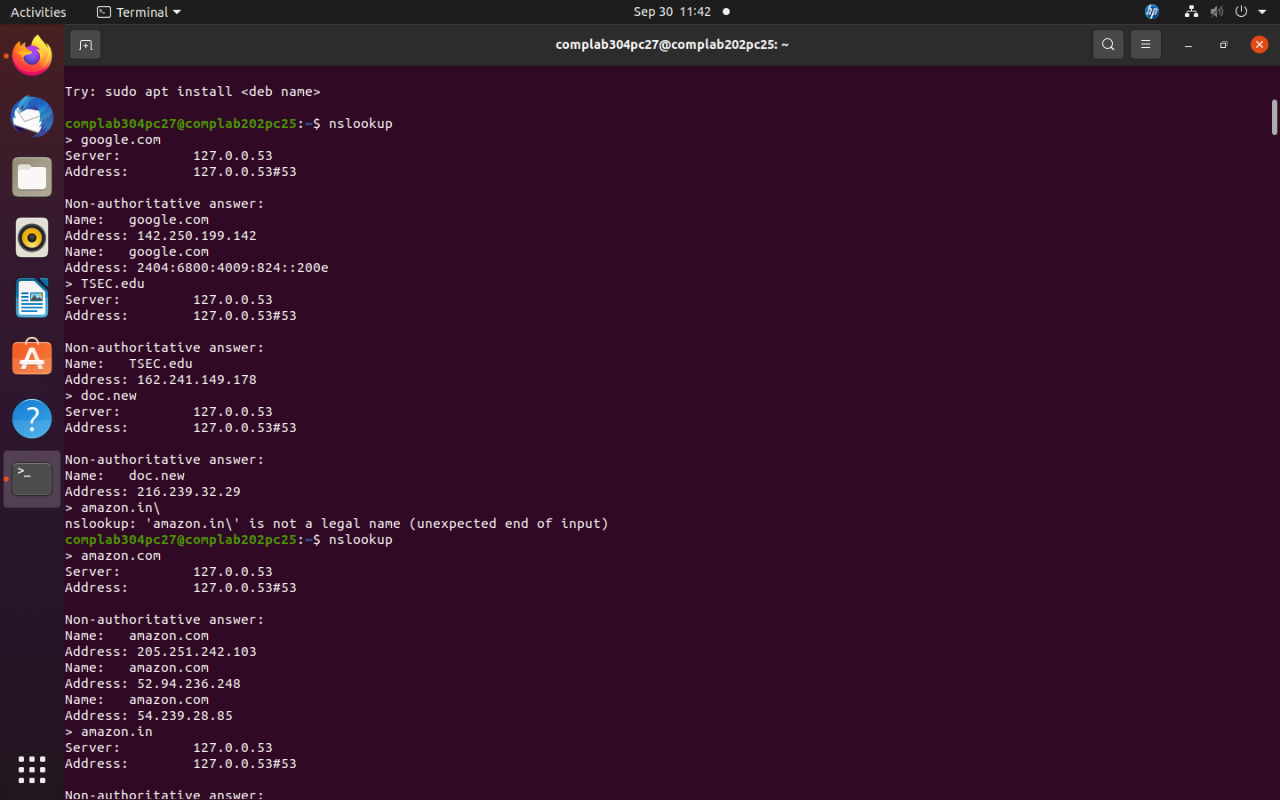 Activities Terminal Sep 30 11:42
complab304pc27@complab202pc25: ~
Try: sudo apt install <deb name>
complab304pc27@complab202pc25:~$ nslookup
> google.com
Server: 127.0.0.53
Address: 127.0.0.53#53
Non-authoritative answer:
Name: google.com
Address: 142.250.199.142
Name: google.com
Address: 2404:6800:4009:824::200e
> TSEC.edu
Server: 127.0.0.53
Address: 127.0.0.53#53
Non-authoritative answer:
Name: TSEC.edu
Address: 162.241.149.178
> doc.new
Server: 127.0.0.53
Address: 127.0.0.53#53
Non-authoritative answer:
Name: doc.new
Address: 216.239.32.29
> amazon.in\
nslookup: 'amazon.in\' is not a legal name (unexpected end of input)
complab304pc27@complab202pc25:~$ nslookup
> amazon.com
Server: 127.0.0.53
Address: 127.0.0.53#53
Non-authoritative answer:
Name: amazon.com
Address: 205.251.242.103
Name: amazon.com
Address: 52.94.236.248
Name: amazon.com
Address: 54.239.28.85
> amazon.in
Server: 127.0.0.53
Address: 127.0.0.53#53
Non-authoritative answer: